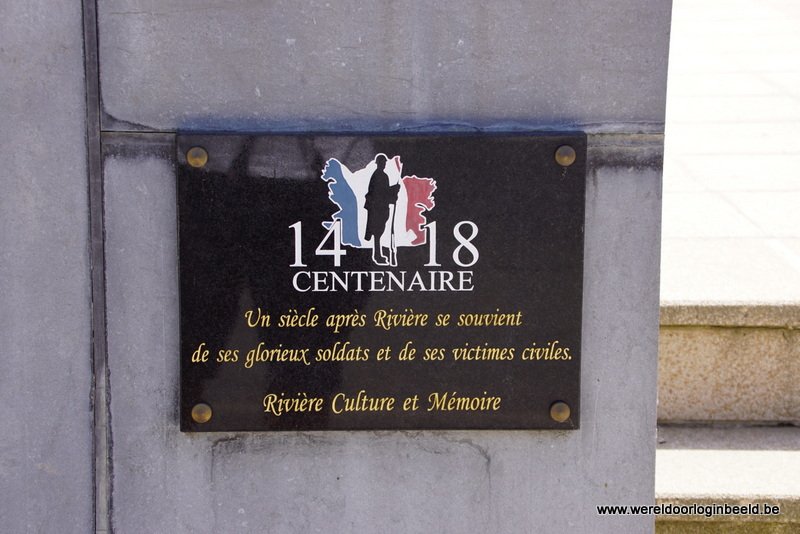 14 18
CENTENAIRE
Un siècle après Rivière se souvient
de ses glorieux soldats et de ses victimes civiles.
Rivière Culture et Mémoire
www.wereldoorloginbeeld.be